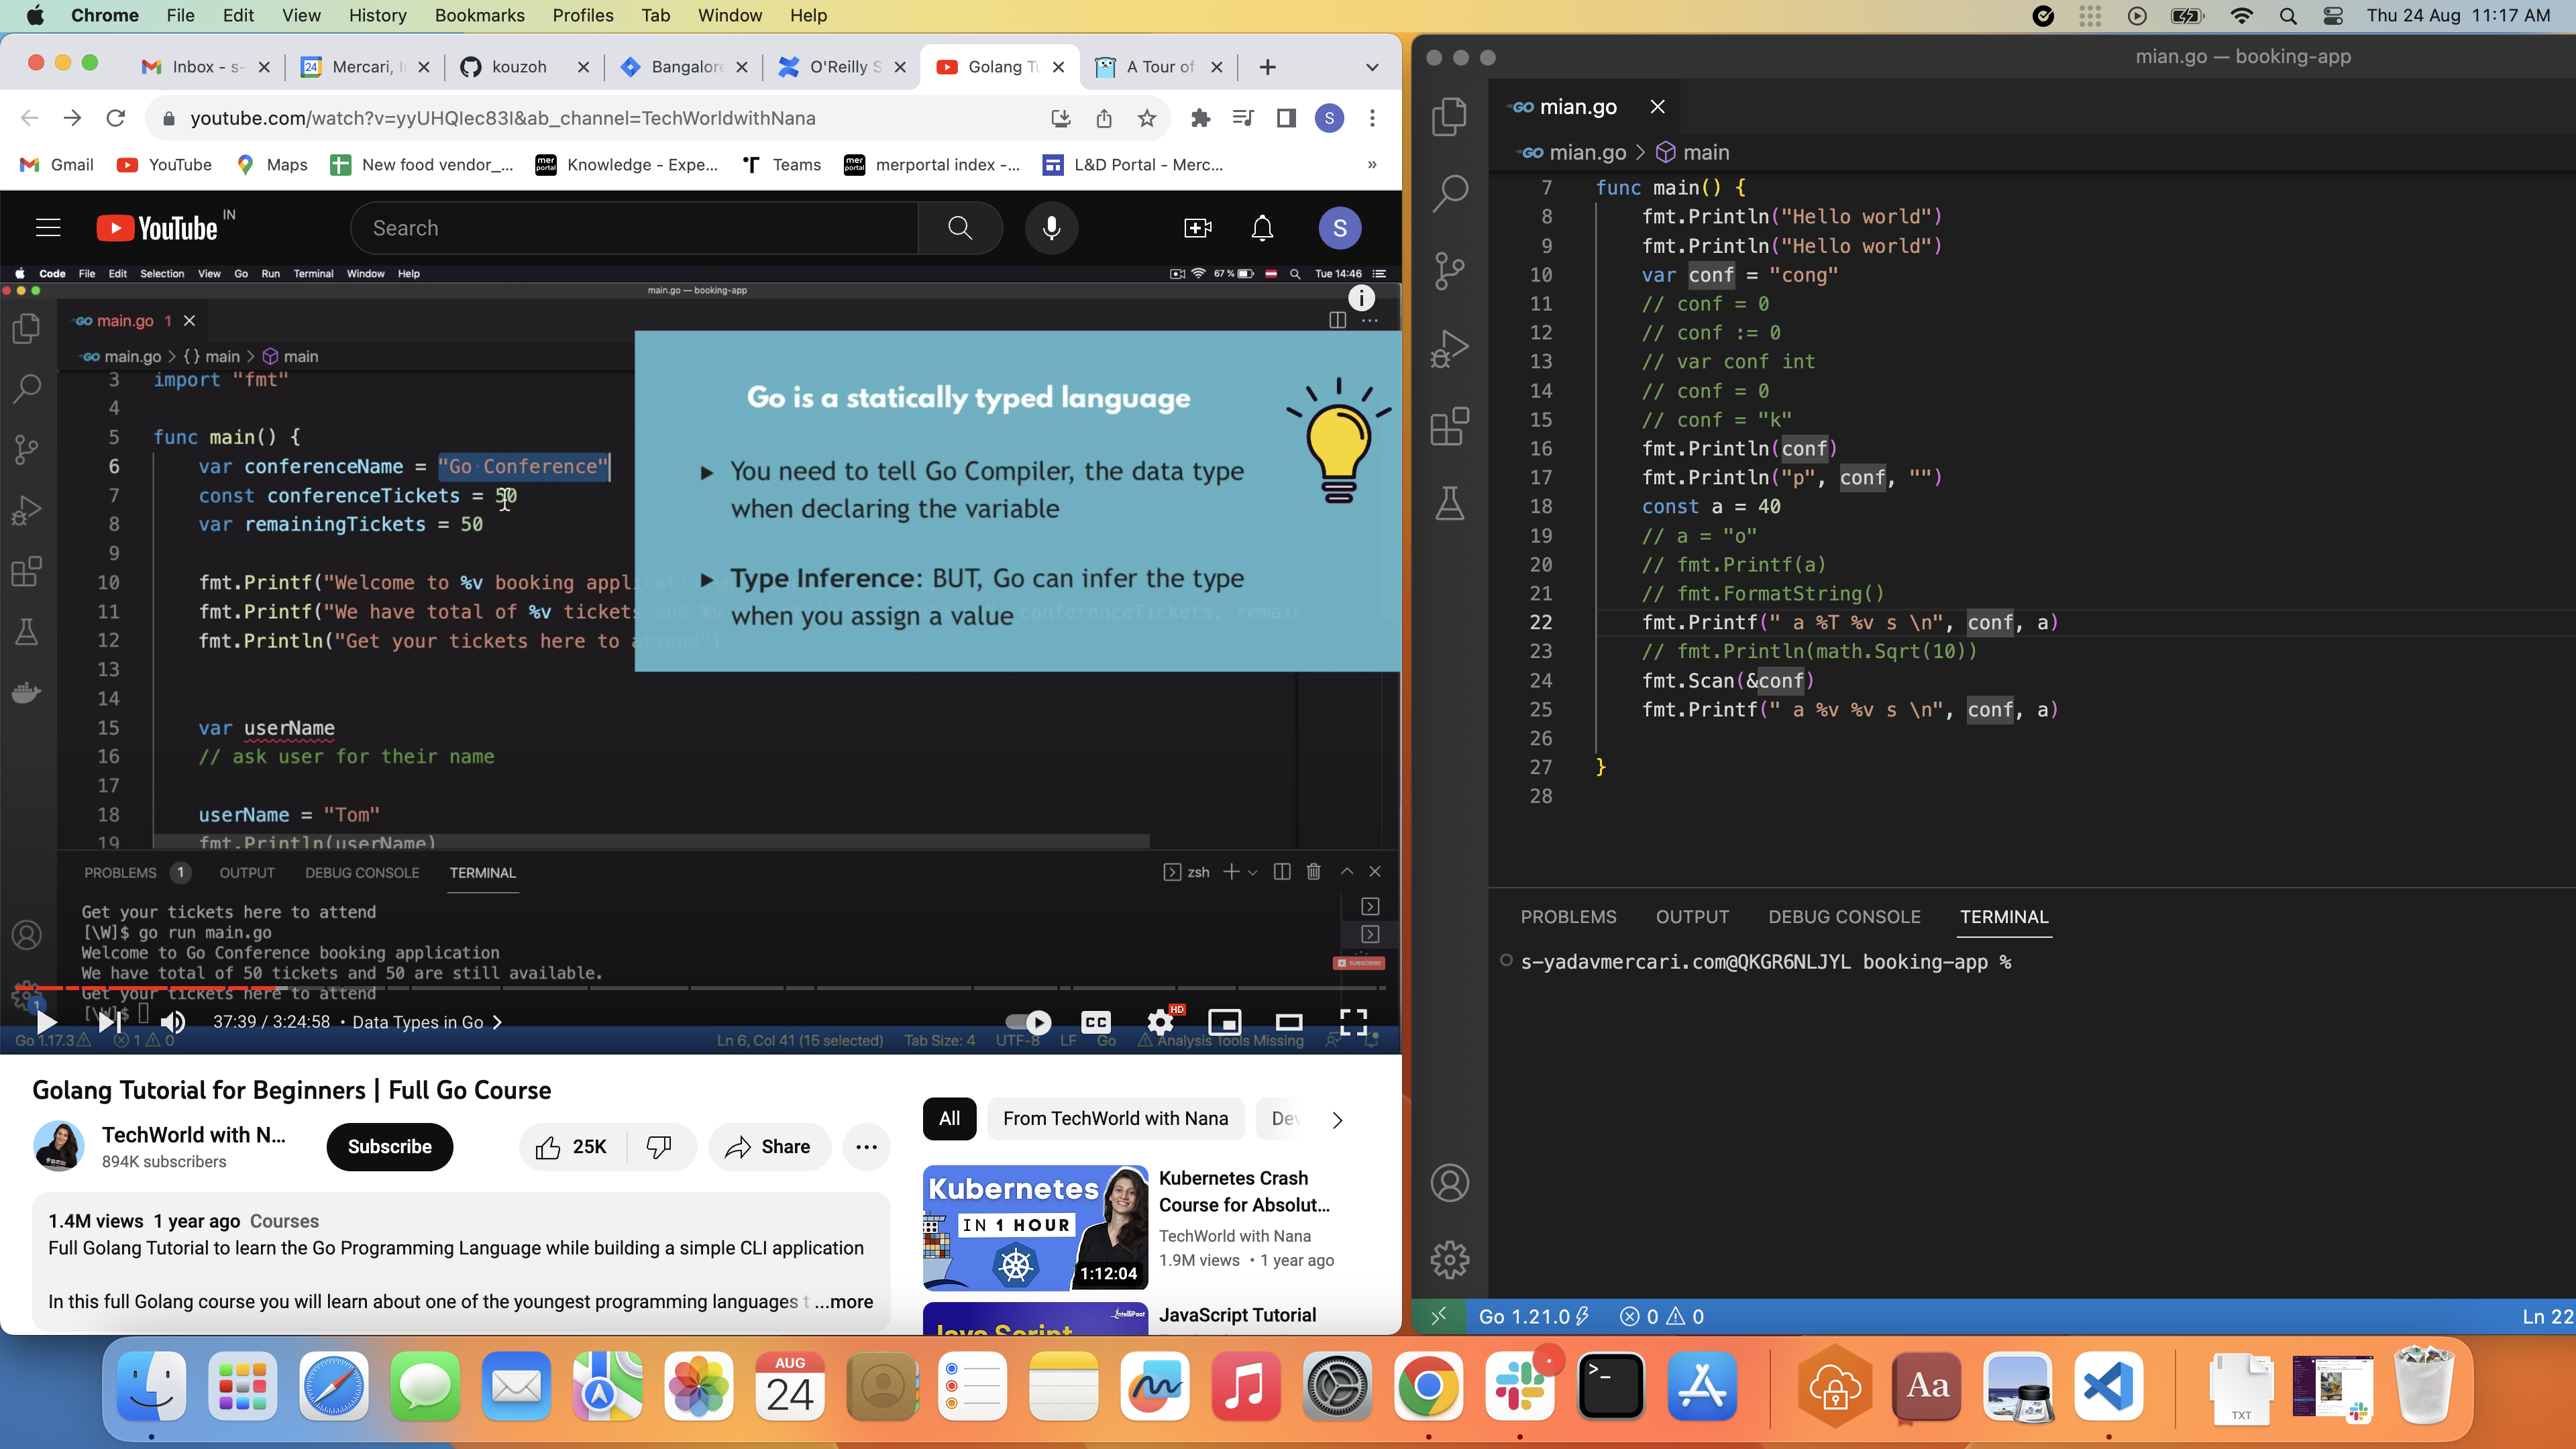 Chrome File Edit View History Bookmarks Profiles Tab Window Help
Thu 24 Aug 11:17 AM
Inbox - s-
24 Mercari, I
kouzoh
Bangalore
O'Reilly S
Golang Tu
A Tour of
youtube.com/watch?v=yyUHQIec83I&ab_channel=TechWorldwithNana
S
Gmail YouTube Maps New food vendor_... Knowledge - Expe... Teams merportal index -... L&D Portal - Merc... »
YouTube IN
Search
S
Code File Edit Selection View Go Run Terminal Window Help
67% Tue 14:46
main.go — booking-app
main.go 1
main.go > {} main > main
3 import "fmt"
4
5 func main() {
6 var conferenceName = "Go Conference"
7 const conferenceTickets = 50
8 var remainingTickets = 50
9
10 fmt.Printf("Welcome to %v booking appl
11 fmt.Printf("We have total of %v tickets
conferenceTickets, remai
12 fmt.Println("Get your tickets here to attend")
13
14
15 var userName
16 // ask user for their name
17
18 userName = "Tom"
19 fmt.Println(userName)
Go is a statically typed language
You need to tell Go Compiler, the data type
when declaring the variable
Type Inference: BUT, Go can infer the type
when you assign a value
PROBLEMS 1 OUTPUT DEBUG CONSOLE TERMINAL
zsh
Get your tickets here to attend
[\W]$ go run main.go
Welcome to Go Conference booking application
We have total of 50 tickets and 50 are still available.
Get your tickets here to attend
[\W]$
SUBSCRIBE
37:39 / 3:24:58 • Data Types in Go >
CC HD
Go 1.17.3 1 0
Ln 6, Col 41 (15 selected) Tab Size: 4 UTF-8 LF Go Analysis Tools Missing
Golang Tutorial for Beginners | Full Go Course
TechWorld with N...
894K subscribers
Subscribe
25K
Share
1.4M views 1 year ago Courses
Full Golang Tutorial to learn the Go Programming Language while building a simple CLI application
In this full Golang course you will learn about one of the youngest programming languages t ...more
All From TechWorld with Nana Dev
Kubernetes
IN 1 HOUR
1:12:04
Kubernetes Crash
Course for Absolut...
TechWorld with Nana
1.9M views • 1 year ago
Java Script
JavaScript Tutorial
mian.go — booking-app
mian.go
mian.go > main
7 func main() {
8 fmt.Println("Hello world")
9 fmt.Println("Hello world")
10 var conf = "cong"
11 // conf = 0
12 // conf := 0
13 // var conf int
14 // conf = 0
15 // conf = "k"
16 fmt.Println(conf)
17 fmt.Println("p", conf, "")
18 const a = 40
19 // a = "o"
20 // fmt.Printf(a)
21 // fmt.FormatString()
22 fmt.Printf(" a %T %v s \n", conf, a)
23 // fmt.Println(math.Sqrt(10))
24 fmt.Scan(&conf)
25 fmt.Printf(" a %v %v s \n", conf, a)
26
27 }
28
PROBLEMS OUTPUT DEBUG CONSOLE TERMINAL
s-yadavmercari.com@QKGR6NLJYL booking-app %
Go 1.21.0 0 0
Ln 22
AUG
24
Aa
TXT